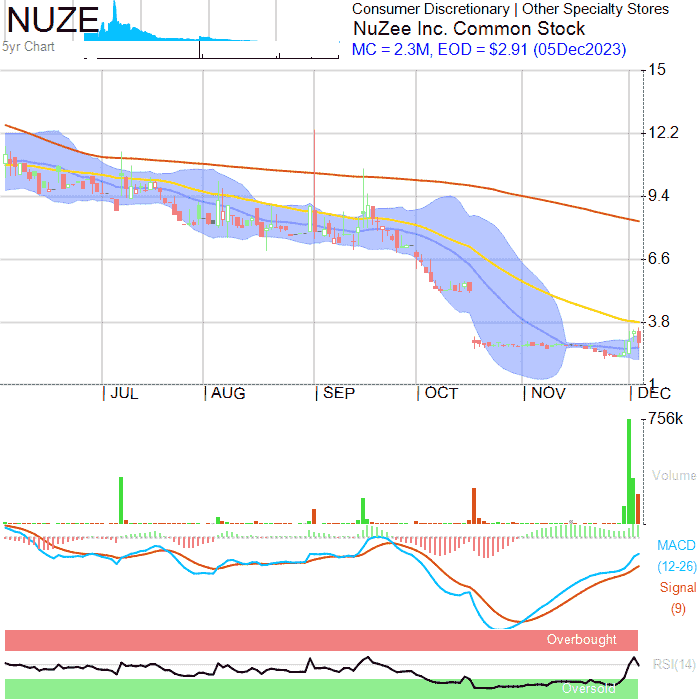 NUZE
5yr Chart
Consumer Discretionary | Other Specialty Stores
NuZee Inc. Common Stock
MC = 2.3M, EOD = $2.91 (05Dec2023)
15
12.2
9.4
6.6
3.8
1
JUL
AUG
SEP
OCT
NOV
DEC
756k
Volume
MACD
(12-26)
Signal
(9)
Overbought
RSI(14)
Oversold